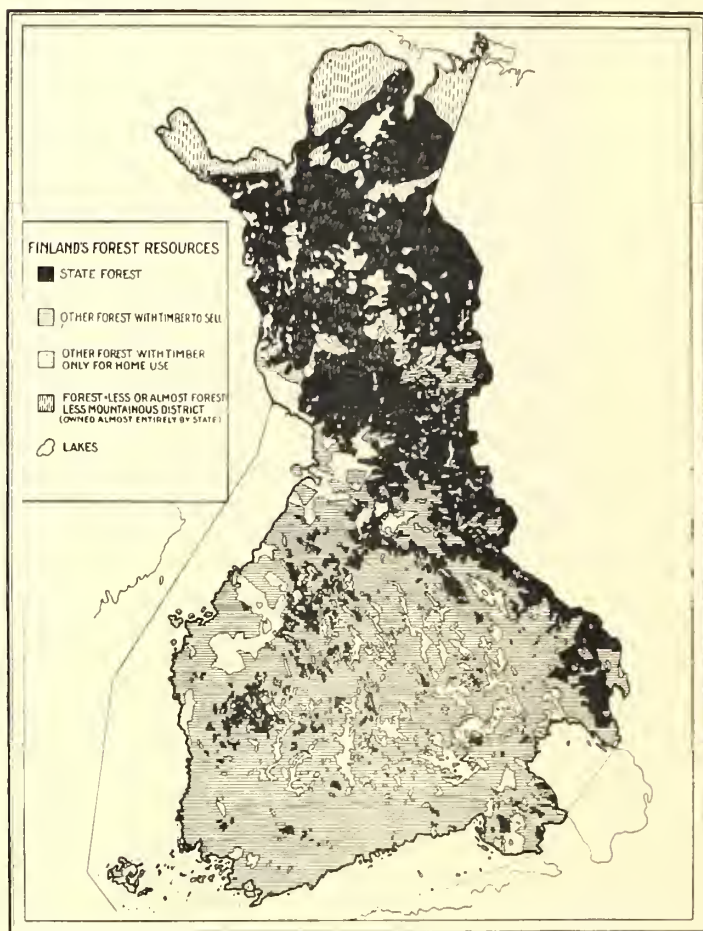 FINLAND'S FOREST RESOURCES
STATE FOREST
OTHER FOREST WITH TIMBER TO SELL
OTHER FOREST WITH TIMBER
ONLY FOR HOME USE
FOREST-LESS OR ALMOST FOREST
LESS MOUNTAINOUS DISTRICT
(OWNED ALMOST ENTIRELY BY STATE)
LAKES